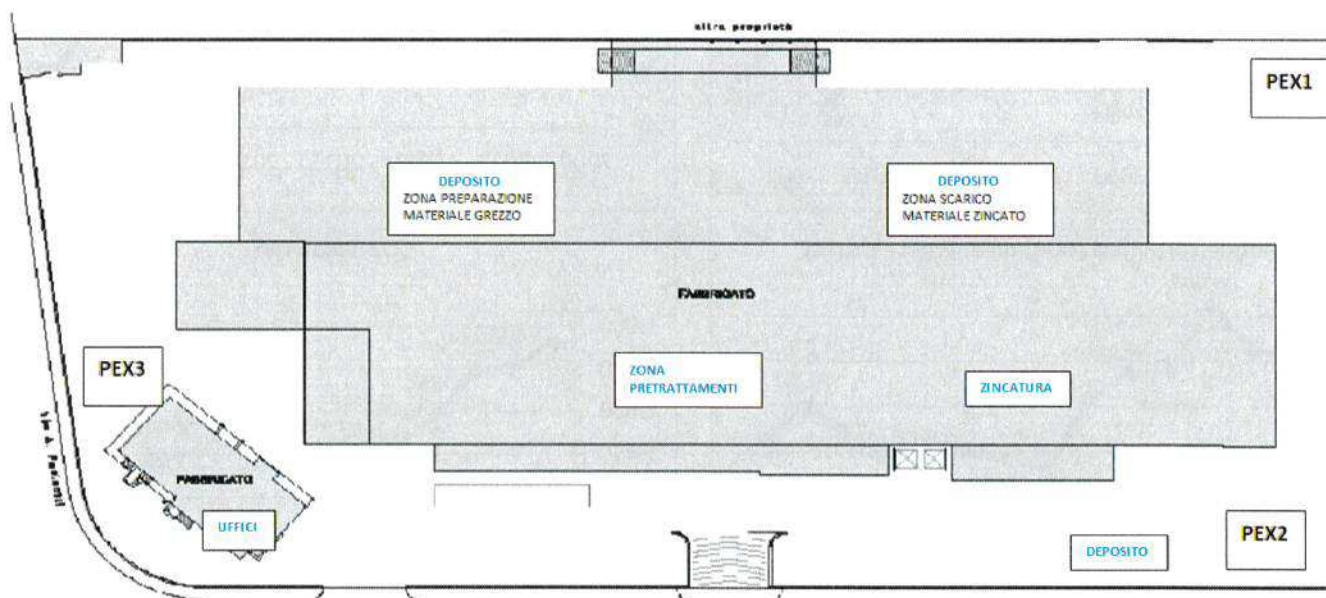 altra proprietà
PEX1
DEPOSITO
ZONA PREPARAZIONE
MATERIALE GREZZO
DEPOSITO
ZONA SCARICO
MATERIALE ZINCATO
FABBRICATO
PEX3
ZONA
PRETRATTAMENTI
ZINCATURA
FABBRICATO
UFFICI
PEX2
DEPOSITO